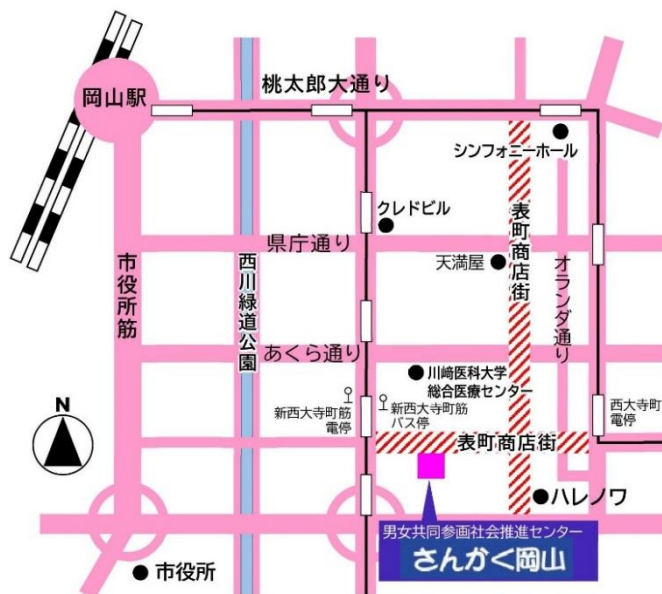 岡山駅
桃太郎大通り
シンフォニーホール
クレドビル
県庁通り
天満屋
表町商店街
オランダ通り
市役所筋
西川緑道公園
あくら通り
川﨑医科大学
総合医療センター
新西大寺町筋
電停
新西大寺町筋
バス停
西大寺町
電停
N
表町商店街
ハレノワ
男女共同参画社会推進センター
さんかく岡山
市役所